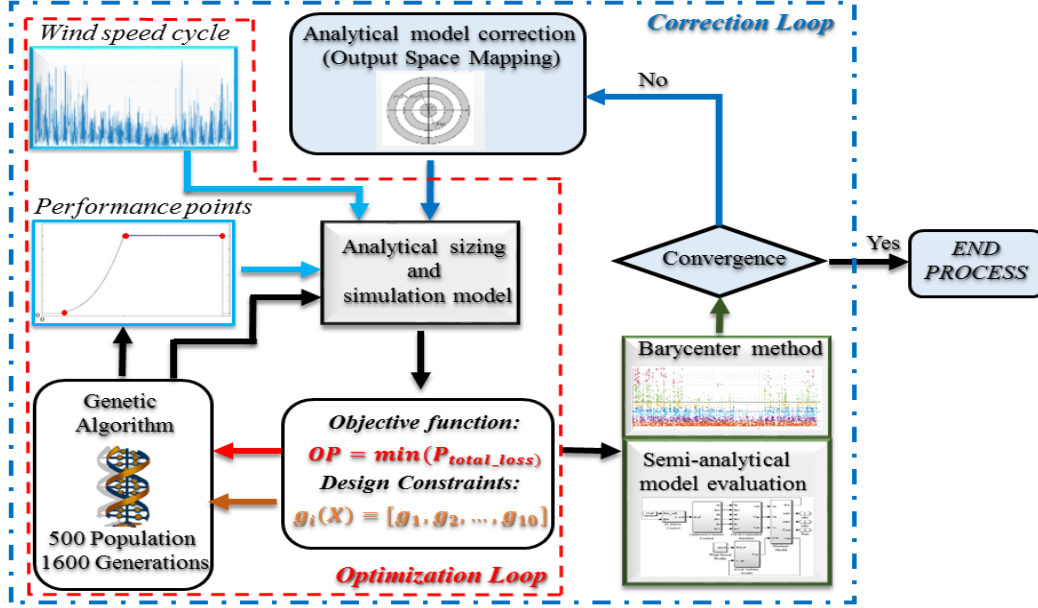 Wind speed cycle
Analytical model correction
(Output Space Mapping)
Correction Loop
No
Performance points
Analytical sizing
and
simulation model
Convergence
Yes
END
PROCESS
Barycenter method
Genetic
Algorithm
500 Population
1600 Generations
Objective function:
OP = min(P_total_loss)
Design Constraints:
g_i(X) = [g_1, g_2, ..., g_10]
Semi-analytical
model evaluation
Optimization Loop